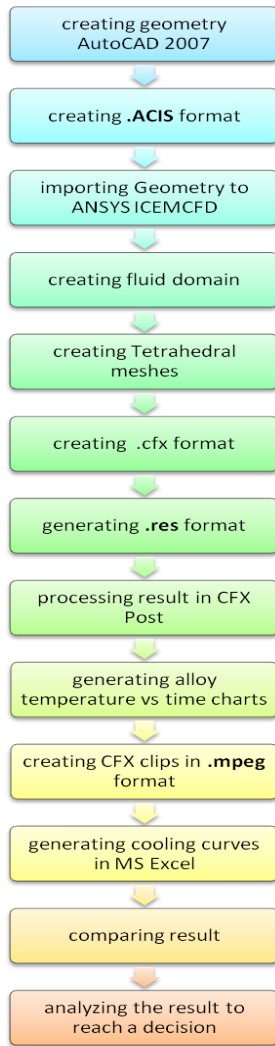 creating geometry
AutoCAD 2007
creating .ACIS format
importing Geometry to
ANSYS ICEMCFD
creating fluid domain
creating Tetrahedral
meshes
creating .cfx format
generating .res format
processing result in CFX
Post
generating alloy
temperature vs time charts
creating CFX clips in .mpeg
format
generating cooling curves
in MS Excel
comparing result
analyzing the result to
reach a decision